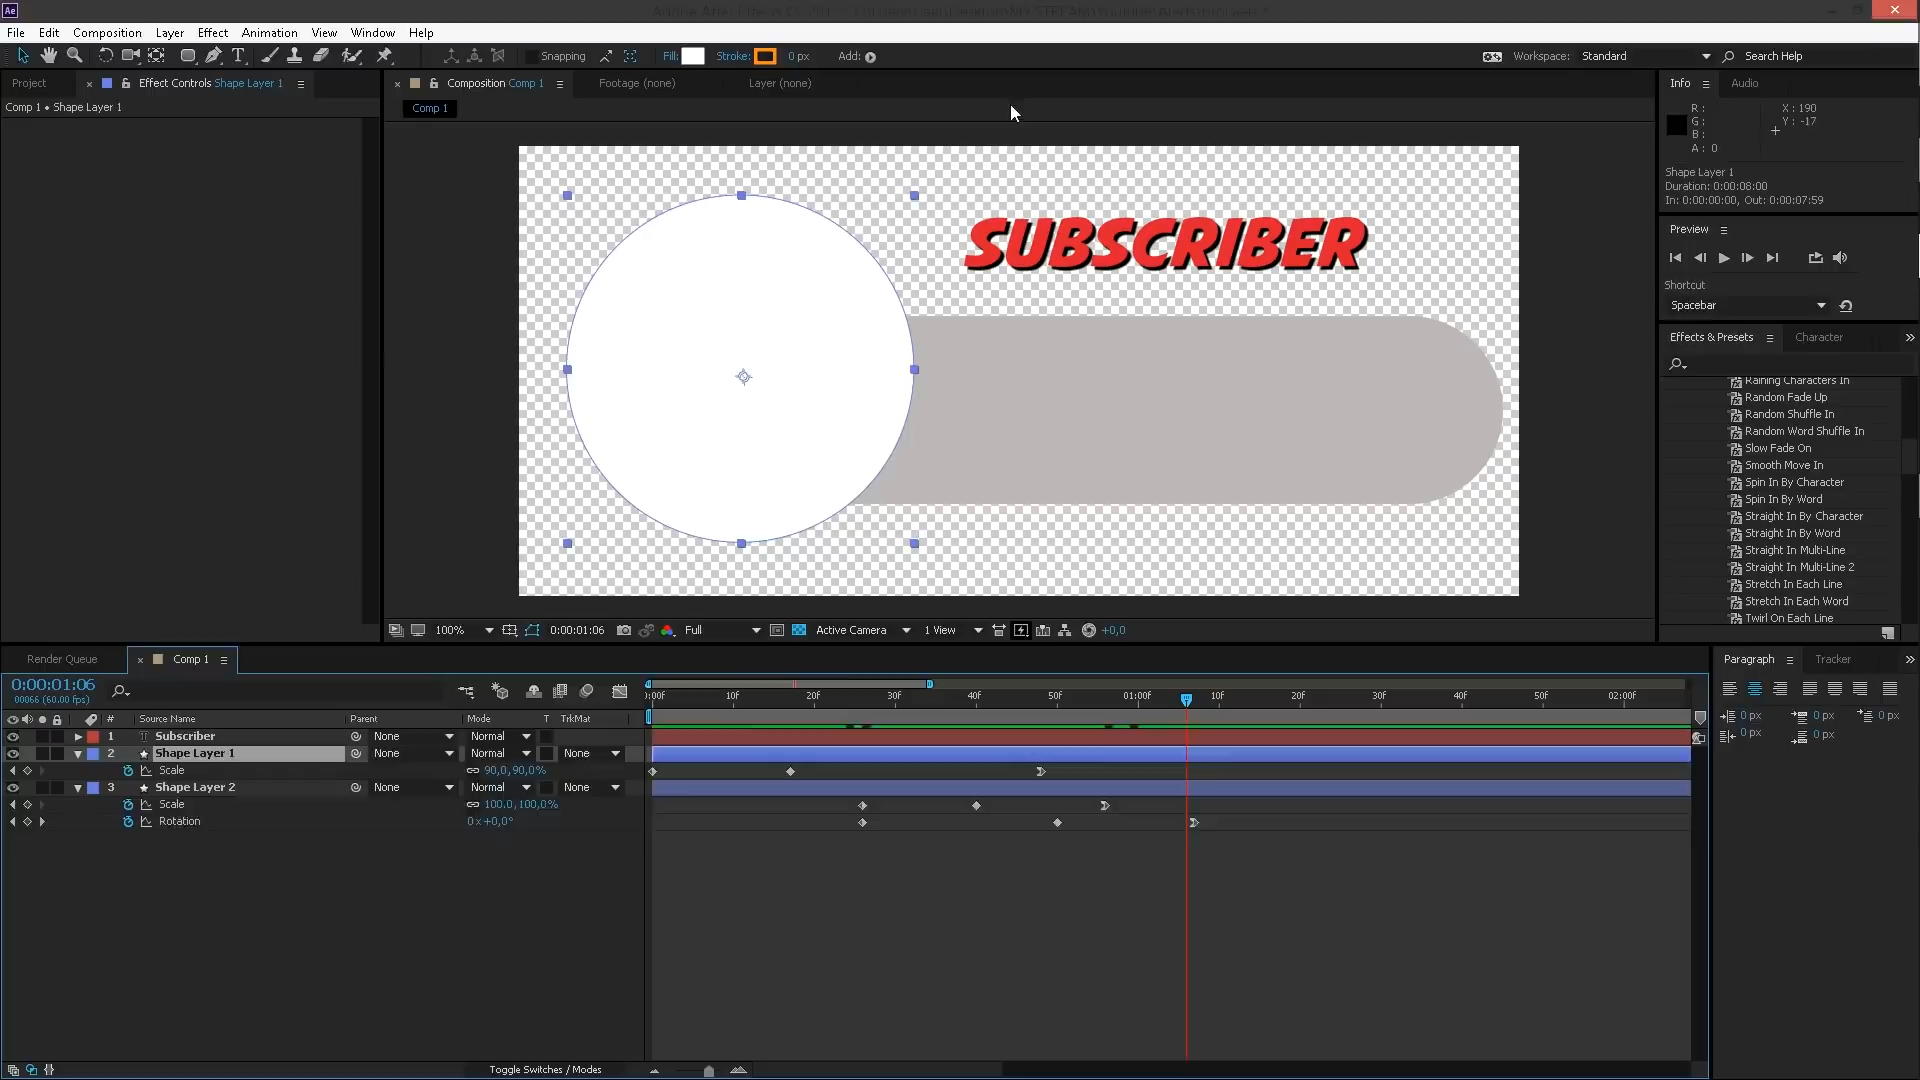 Ae
File Edit Composition Layer Effect Animation View Window Help
Snapping Fill: Stroke: 0 px Add: Workspace: Standard Search Help
Project Effect Controls Shape Layer 1
Composition Comp 1 Footage (none) Layer (none)
Info Audio
Comp 1 • Shape Layer 1
Comp 1
R : X : 190
G : Y : -17
B :
A : 0
Shape Layer 1
Duration: 0:00:08:00
In: 0:00:00:00, Out: 0:00:07:59
SUBSCRIBER
Preview
Shortcut
Spacebar
Effects & Presets Character
Raining Characters In
Random Fade Up
Random Shuffle In
Random Word Shuffle In
Slow Fade On
Smooth Move In
Spin In By Character
Spin In By Word
Straight In By Character
Straight In By Word
Straight In Multi-Line
Straight In Multi-Line 2
Stretch In Each Line
Stretch In Each Word
Twirl On Each Line
100% 0:00:01:06 Full Active Camera 1 View +0,0
Render Queue Comp 1
Paragraph Tracker
0:00:01:06
00066 (60.00 fps)
:00F 10F 20F 30F 40F 50F 01:00F 10F 20F 30F 40F 50F 02:00F
# Source Name Parent Mode T TrkMat
1 T Subscriber None Normal
2 Shape Layer 1 None Normal None
Scale 90,0,90,0%
3 Shape Layer 2 None Normal None
Scale 100,0,100,0%
Rotation 0x+0,0°
0 px 0 px 0 px
0 px 0 px
Toggle Switches / Modes